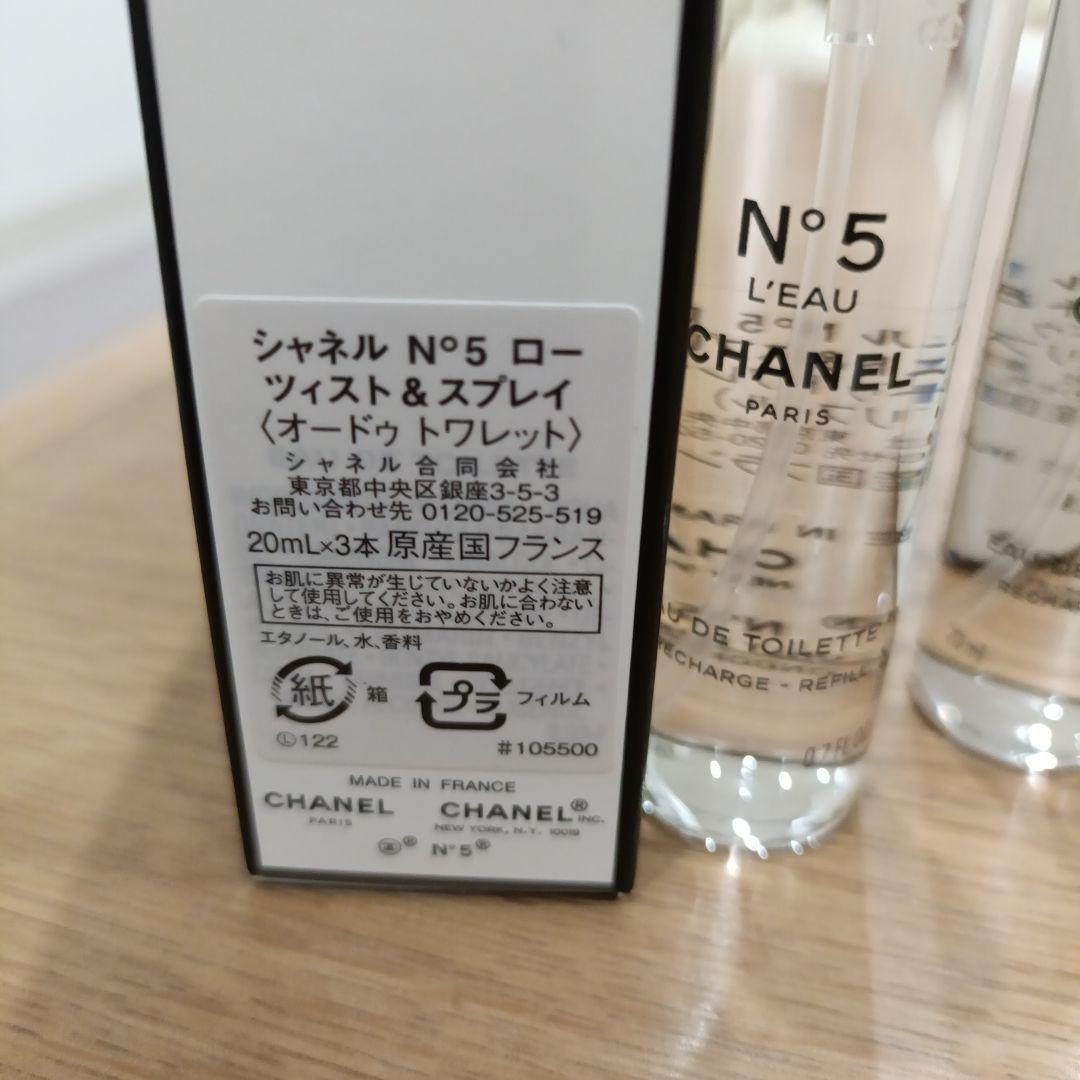 シャネル N°5 ロー
ツィスト & スプレイ
〈オードゥ トワレット〉
シャネル合同会社
東京都中央区銀座3-5-3
お問い合わせ先 0120-525-519
20mL×3本 原産国フランス
お肌に異常が生じていないかよく注意
して使用してください。お肌に合わない
ときは、ご使用をおやめください。
エタノール、水、香料
紙 箱
プラ フィルム
Ⓛ122
#105500
MADE IN FRANCE
CHANEL
PARIS
CHANEL® INC.
NEW YORK, N.Y. 10019
N°5®
N°5
L'EAU
CHANEL
PARIS
DE TOILETTE
RECHARGE - REFILL
0.7 FL